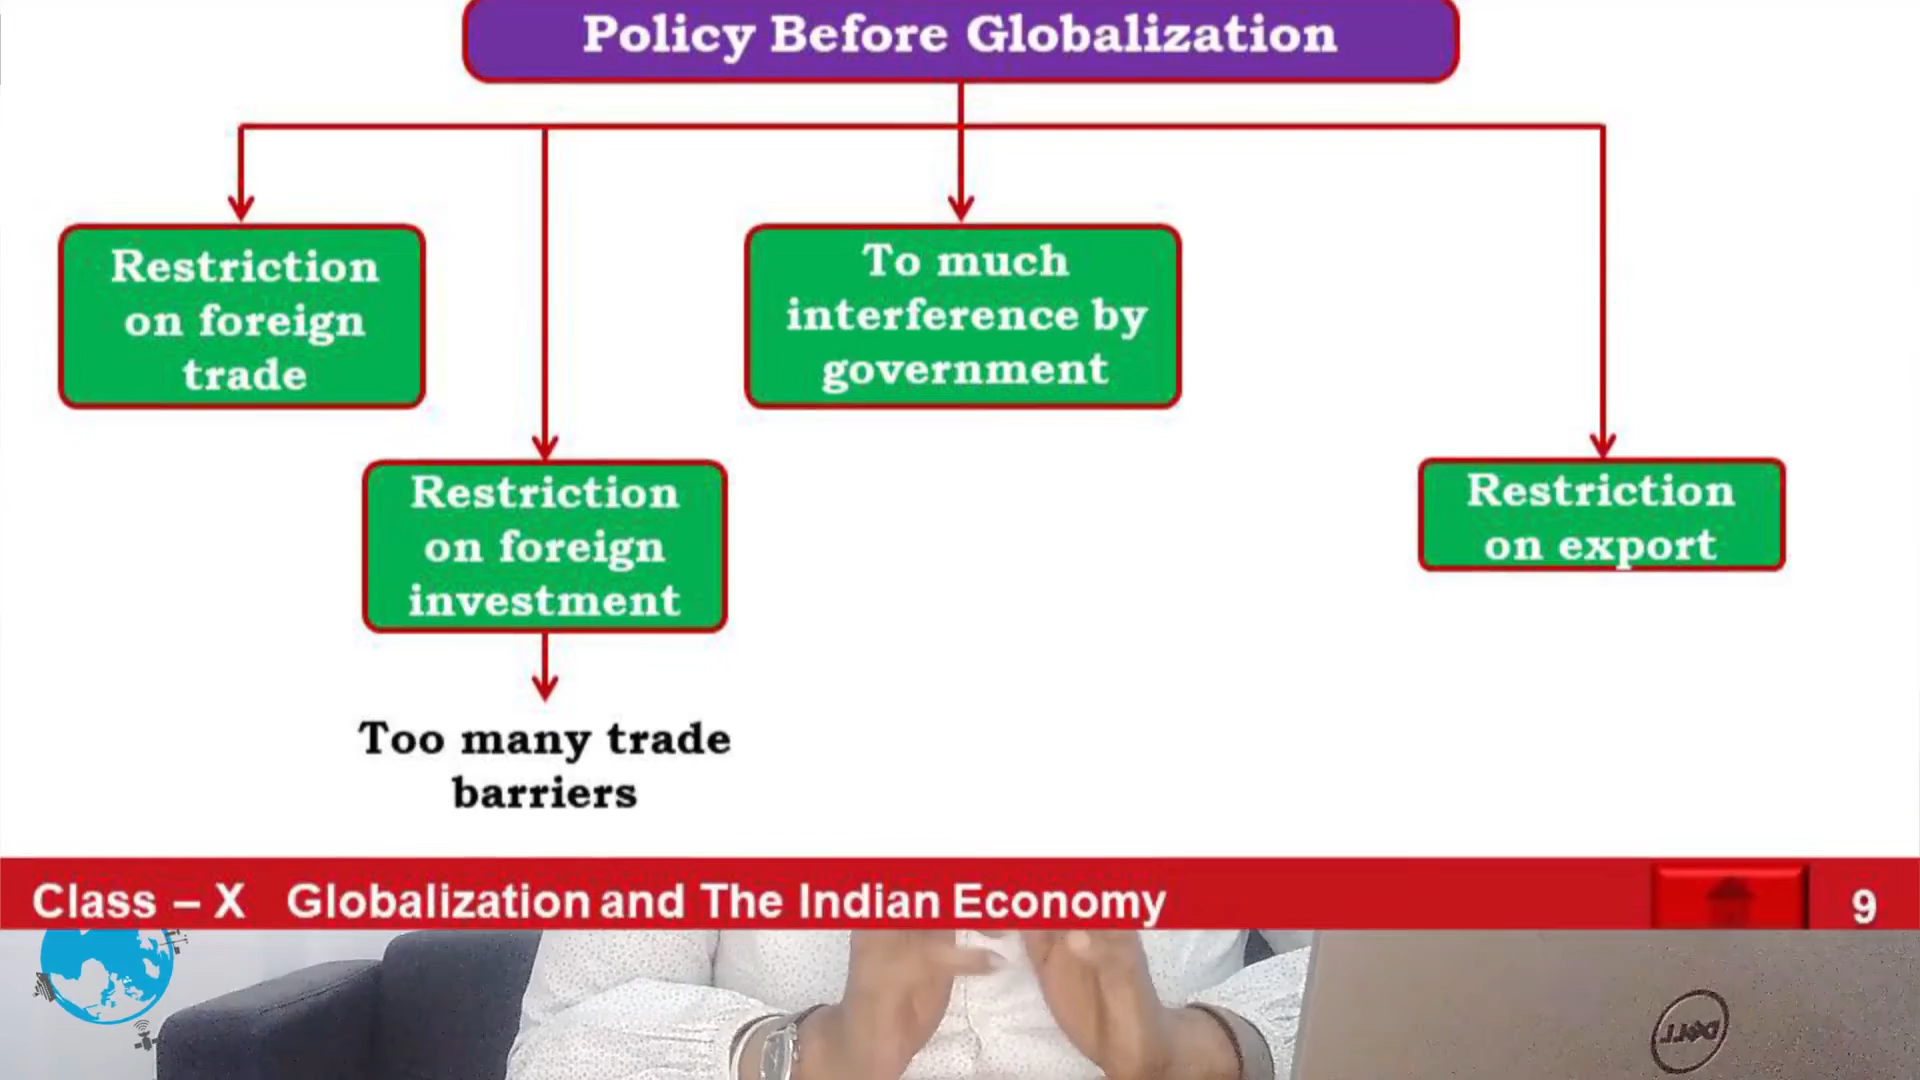 Policy Before Globalization
Restriction
on foreign
trade
To much
interference by
government
Restriction
on foreign
investment
Restriction
on export
Too many trade
barriers
Class – X Globalization and The Indian Economy
9
DELL